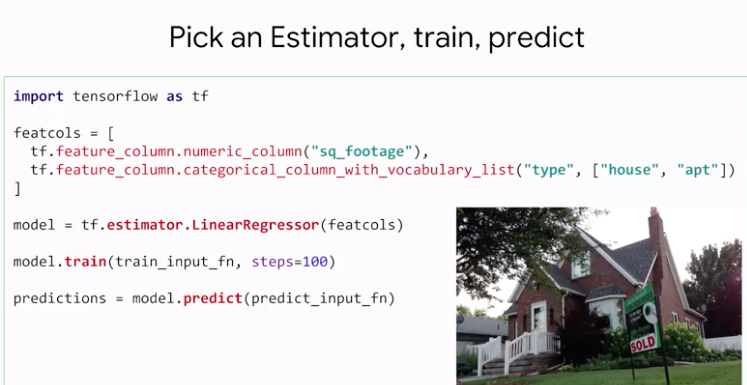 Pick an Estimator, train, predict
import tensorflow as tf
featcols = [
  tf.feature_column.numeric_column("sq_footage"),
  tf.feature_column.categorical_column_with_vocabulary_list("type", ["house", "apt"])
]
model = tf.estimator.LinearRegressor(featcols)
model.train(train_input_fn, steps=100)
predictions = model.predict(predict_input_fn)
SOLD